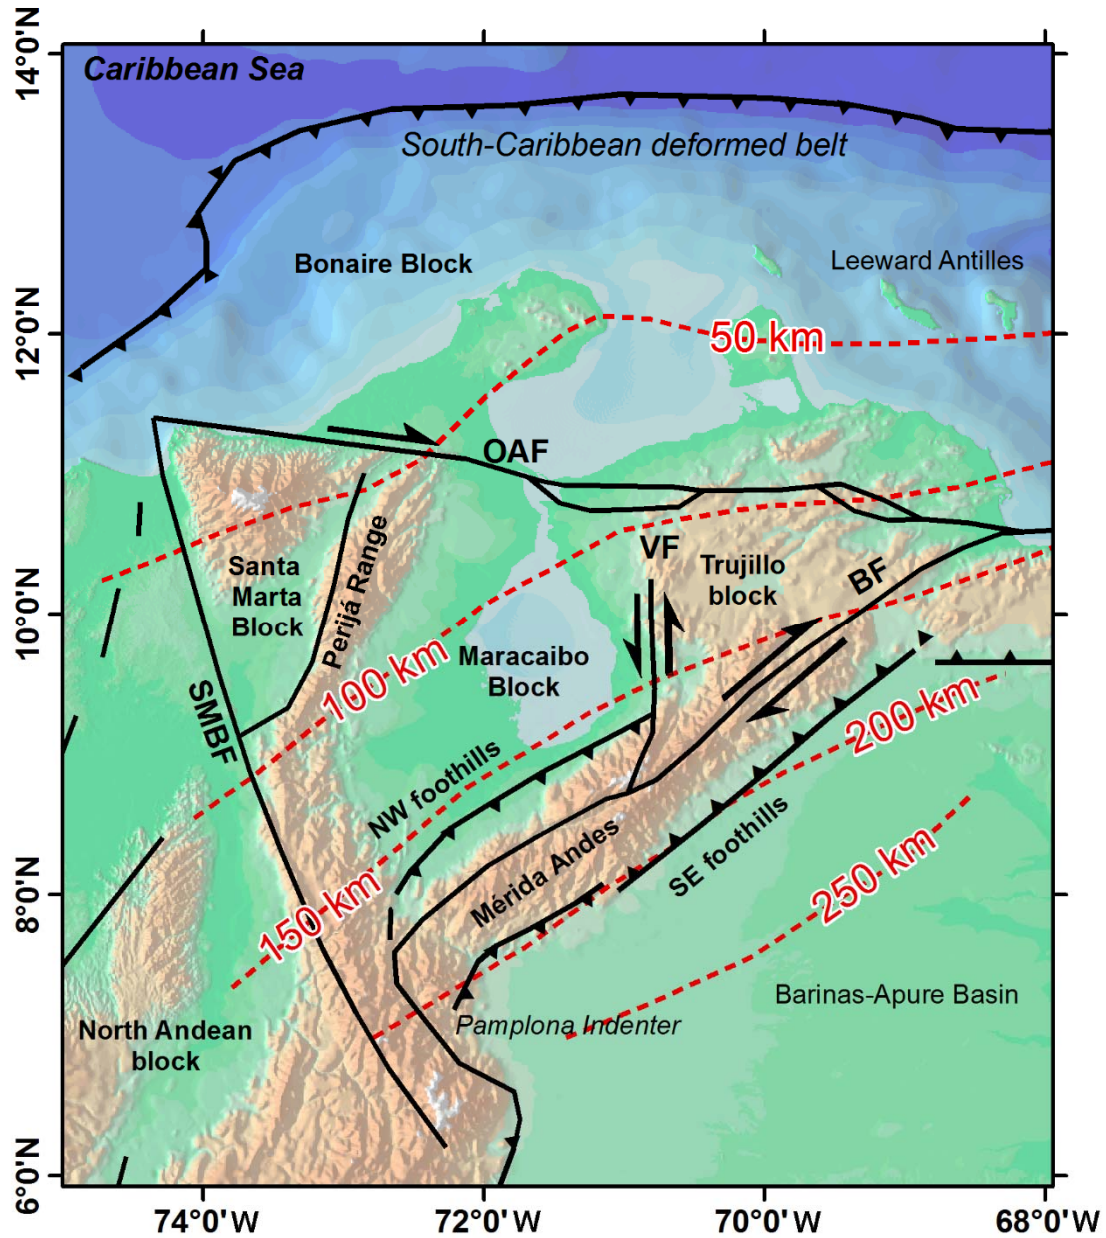 14°0'N
Caribbean Sea
South-Caribbean deformed belt
Bonaire Block
Leeward Antilles
12°0'N
50 km
OAF
VF
Trujillo
block
BF
Santa
Marta
Block
Perijá Range
10°0'N
100 km
Maracaibo
Block
SMBF
200 km
NW foothills
SE foothills
Mérida Andes
250 km
8°0'N
150 km
Barinas-Apure Basin
North Andean
block
Pamplona Indenter
6°0'N
74°0'W
72°0'W
70°0'W
68°0'W